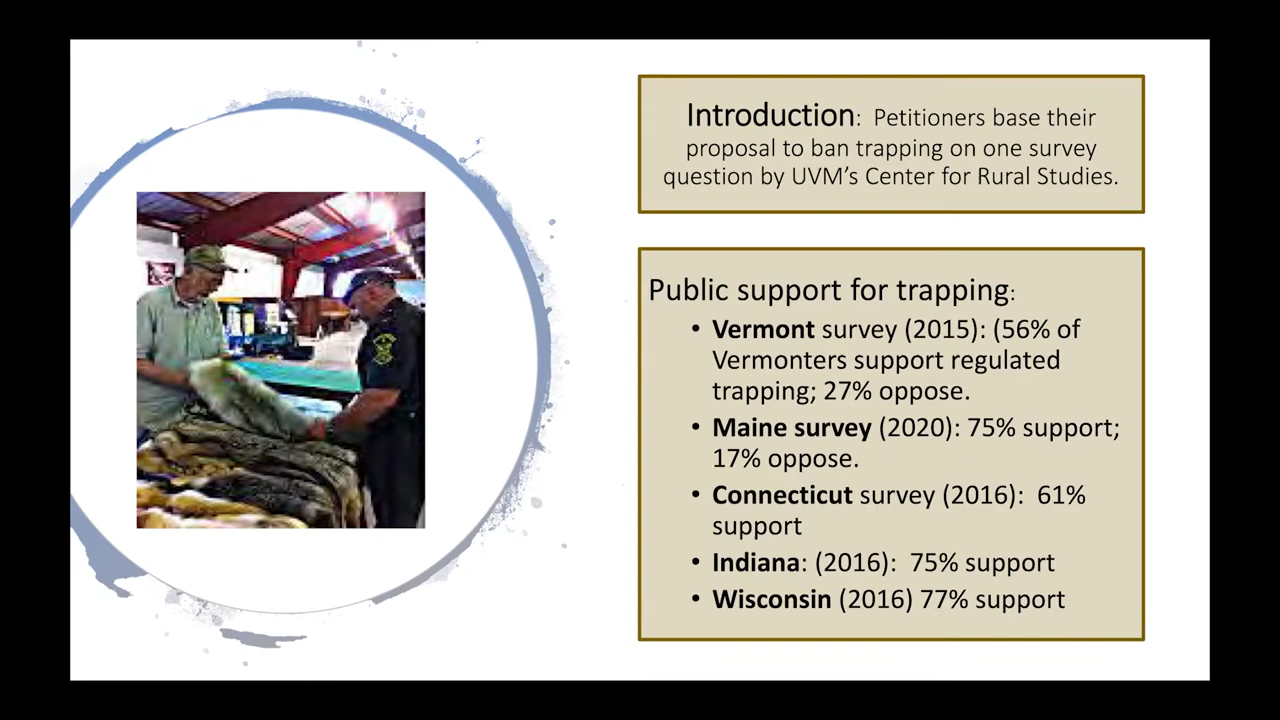 Introduction: Petitioners base their
proposal to ban trapping on one survey
question by UVM’s Center for Rural Studies.
Public support for trapping:
• Vermont survey (2015): (56% of
Vermonters support regulated
trapping; 27% oppose.
• Maine survey (2020): 75% support;
17% oppose.
• Connecticut survey (2016): 61%
support
• Indiana: (2016): 75% support
• Wisconsin (2016) 77% support